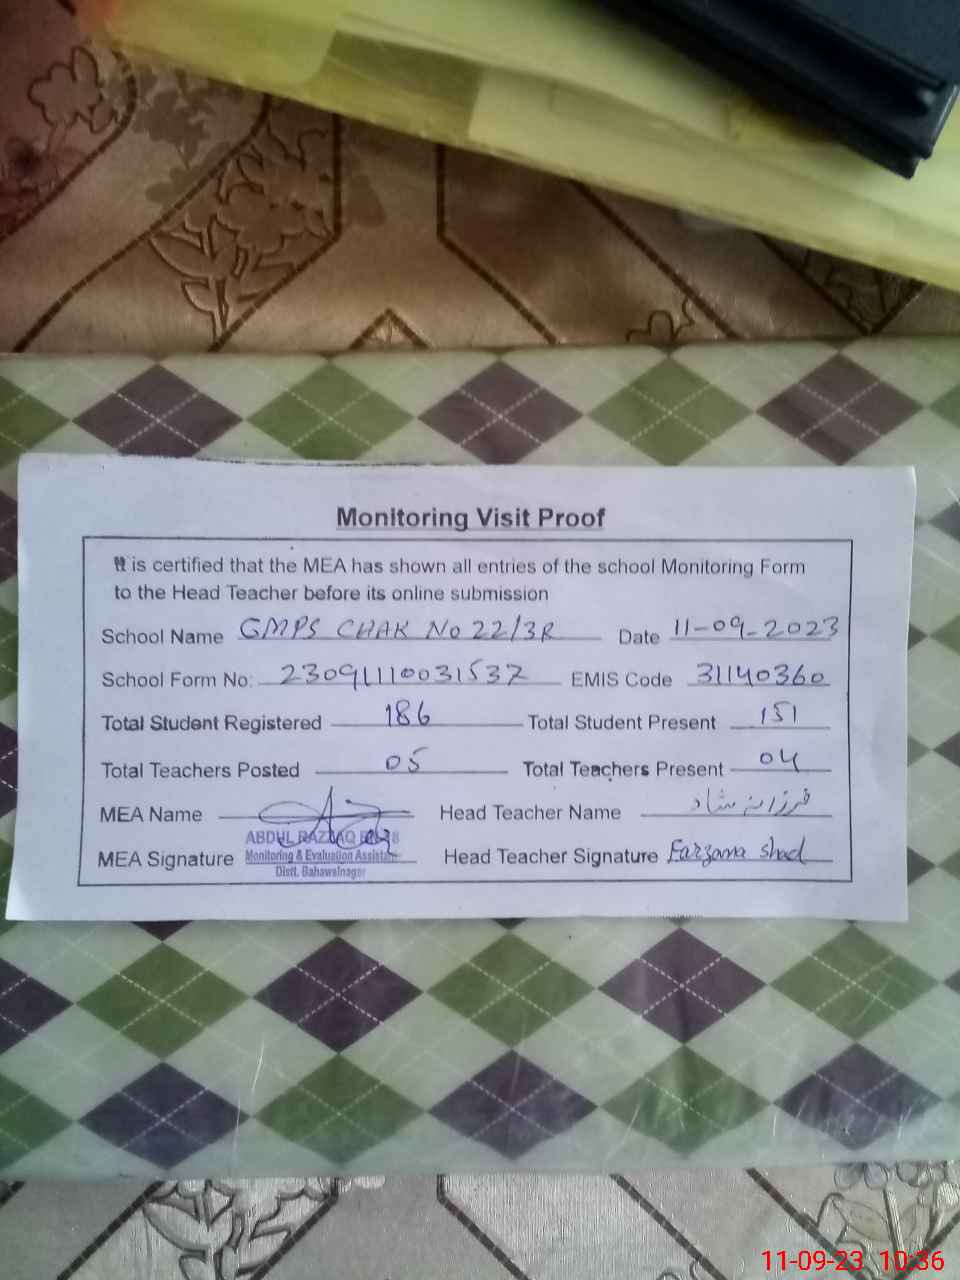 Monitoring Visit Proof
It is certified that the MEA has shown all entries of the school Monitoring Form
to the Head Teacher before its online submission
School Name GMPS CHAK No 22/3R Date 11-09-2023
School Form No: 23091110031537 EMIS Code 31140360
Total Student Registered 186 Total Student Present 151
Total Teachers Posted 05 Total Teachers Present 04
MEA Name Head Teacher Name فرزانہ شاد
ABDUL RAZZAQ
MEA Signature Monitoring & Evaluation Assistant Head Teacher Signature Farzana Shad
Distt. Bahawalnagar
11-09-23 10:36